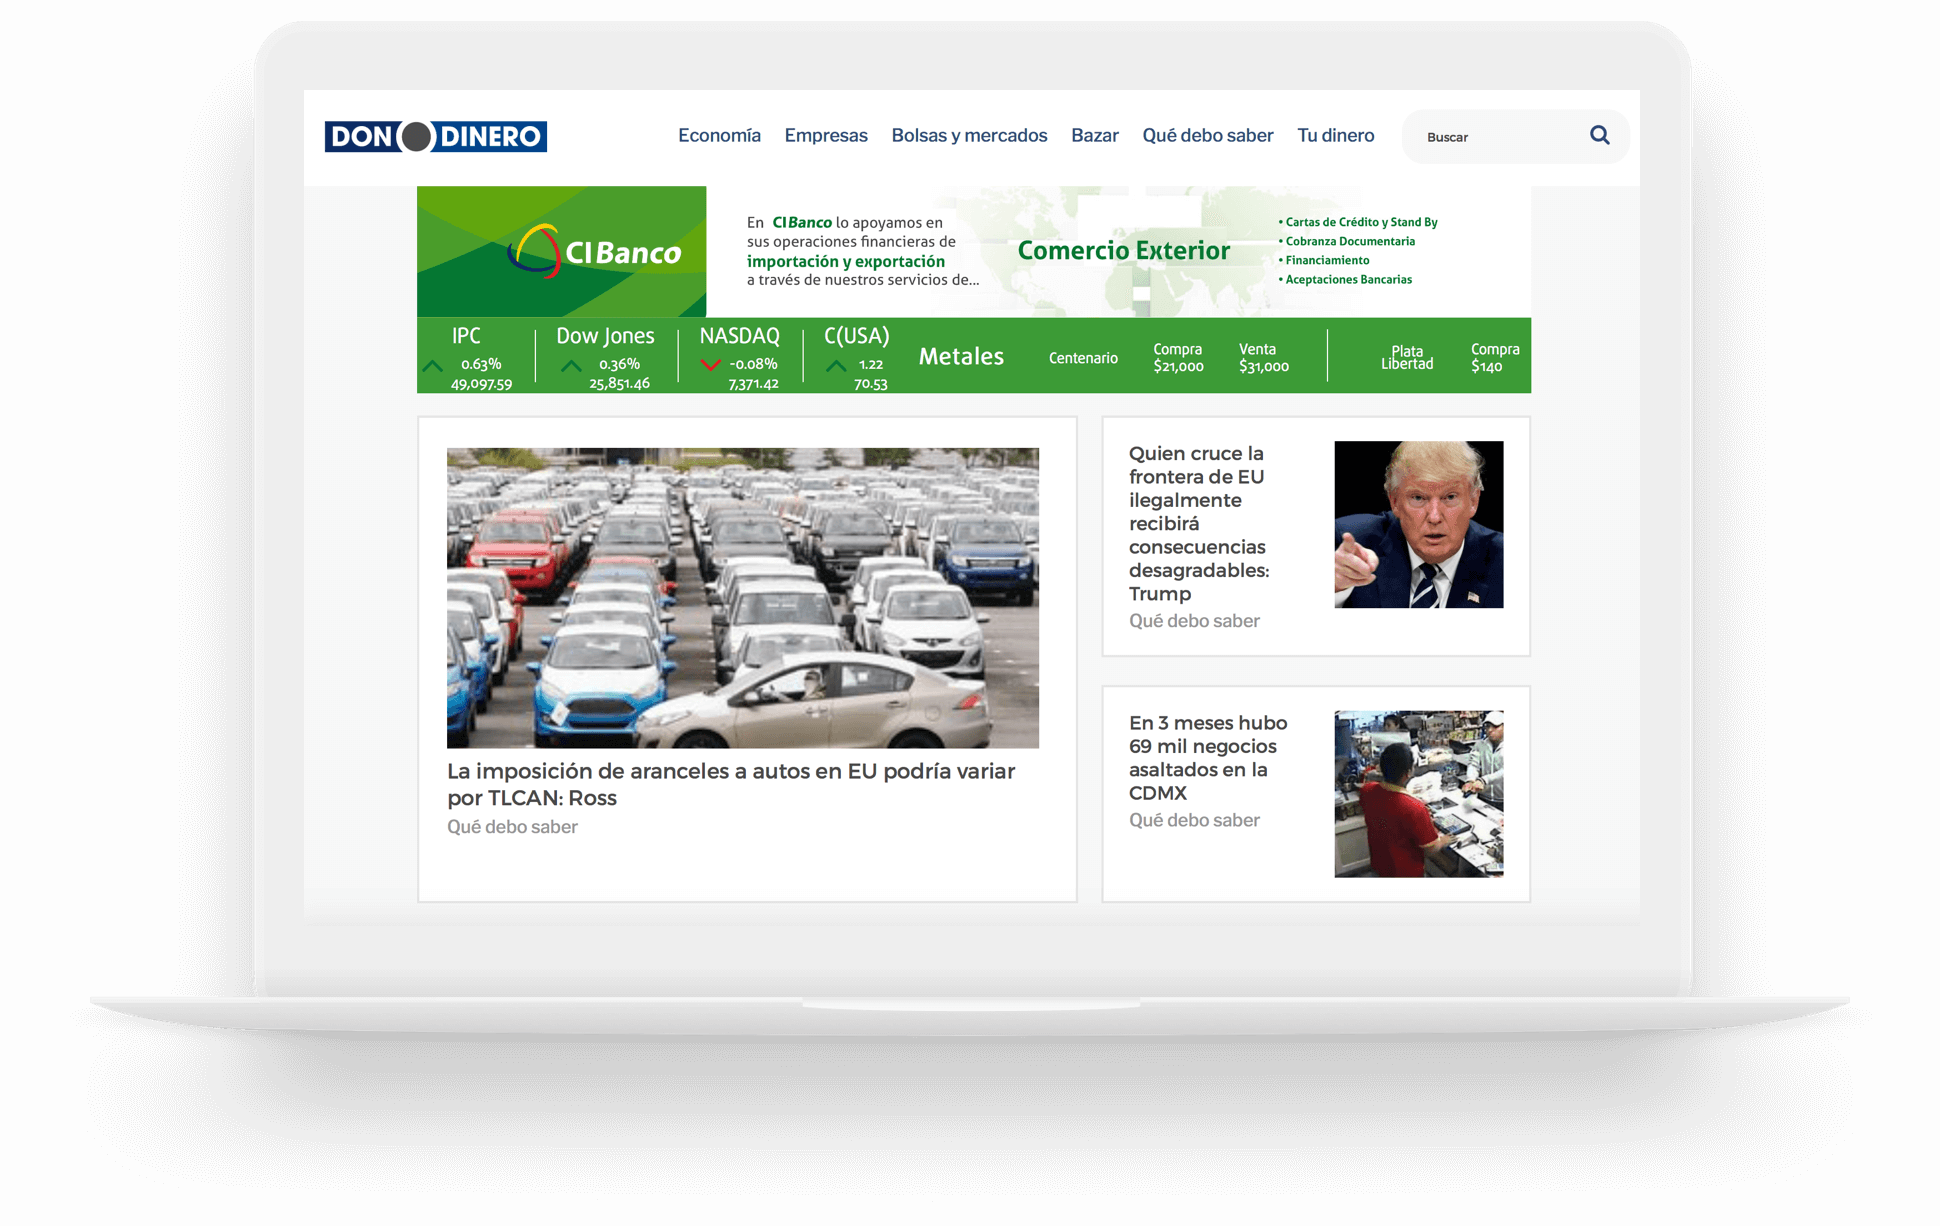 DON DINERO
Economía Empresas Bolsas y mercados Bazar Qué debo saber Tu dinero
Buscar
CIBanco
En CIBanco lo apoyamos en
sus operaciones financieras de
importación y exportación
a través de nuestros servicios de...
Comercio Exterior
• Cartas de Crédito y Stand By
• Cobranza Documentaria
• Financiamiento
• Aceptaciones Bancarias
IPC
0.63%
49,097.59
Dow Jones
0.36%
25,851.46
NASDAQ
-0.08%
7,371.42
C(USA)
1.22
70.53
Metales
Centenario
Compra
$21,000
Venta
$31,000
Plata
Libertad
Compra
$140
La imposición de aranceles a autos en EU podría variar
por TLCAN: Ross
Qué debo saber
Quien cruce la
frontera de EU
ilegalmente
recibirá
consecuencias
desagradables:
Trump
Qué debo saber
En 3 meses hubo
69 mil negocios
asaltados en la
CDMX
Qué debo saber